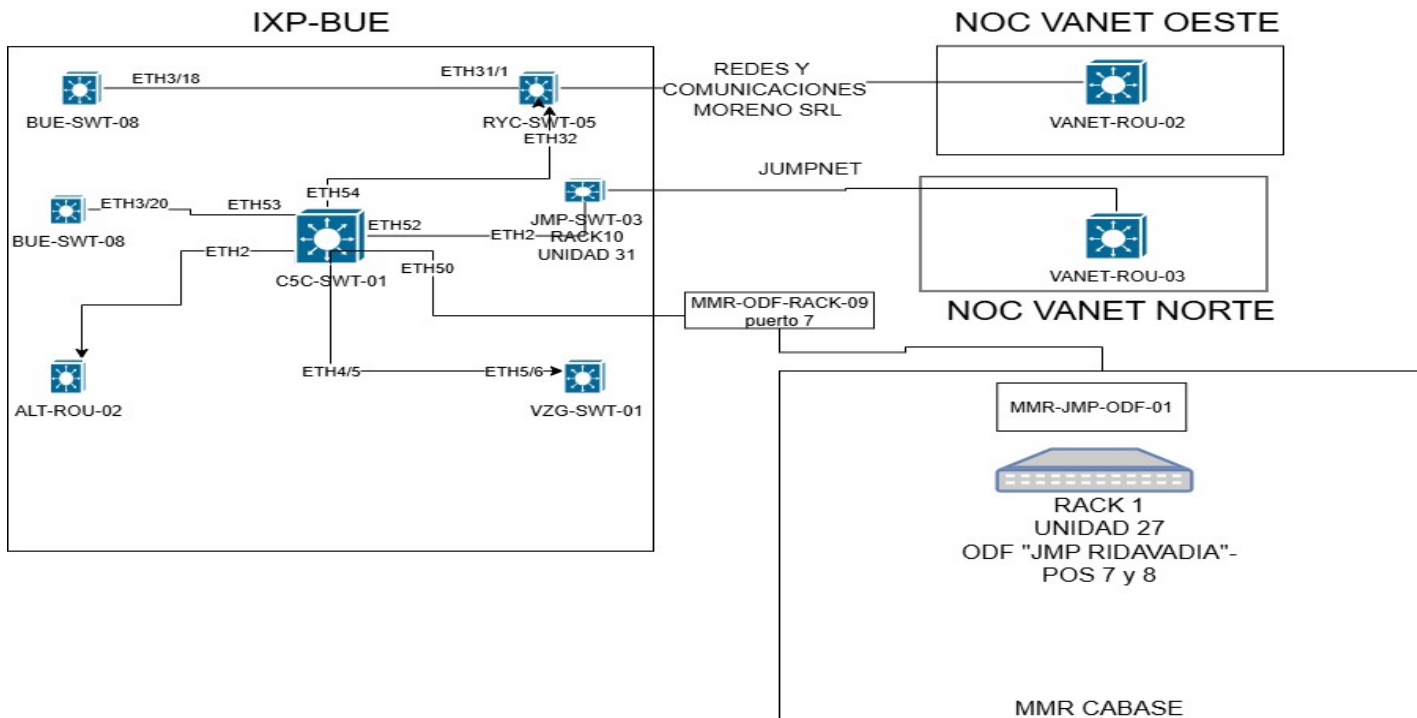 IXP-BUE
NOC VANET OESTE
ETH3/18
ETH31/1
BUE-SWT-08
RYC-SWT-05
ETH32
REDES Y
COMUNICACIONES
MORENO SRL
VANET-ROU-02
JUMPNET
ETH54
ETH3/20
ETH53
ETH52
BUE-SWT-08
ETH2
C5C-SWT-01
ETH2
JMP-SWT-03
RACK10
UNIDAD 31
ETH50
VANET-ROU-03
NOC VANET NORTE
MMR-ODF-RACK-09
puerto 7
ETH4/5
ETH5/6
ALT-ROU-02
VZG-SWT-01
MMR-JMP-ODF-01
RACK 1
UNIDAD 27
ODF "JMP RIDAVADIA"-
POS 7 y 8
MMR CABASE